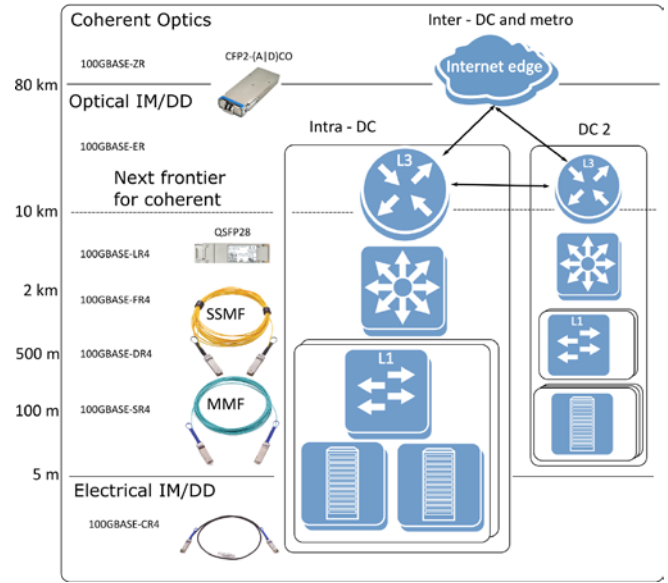 Coherent Optics
Inter - DC and metro
100GBASE-ZR
CFP2-(A|D)CO
Internet edge
80 km
Optical IM/DD
Intra - DC
DC 2
100GBASE-ER
L3
L3
Next frontier
for coherent
10 km
QSFP28
100GBASE-LR4
2 km
100GBASE-FR4
SSMF
L1
500 m
100GBASE-DR4
L1
MMF
100 m
100GBASE-SR4
5 m
Electrical IM/DD
100GBASE-CR4